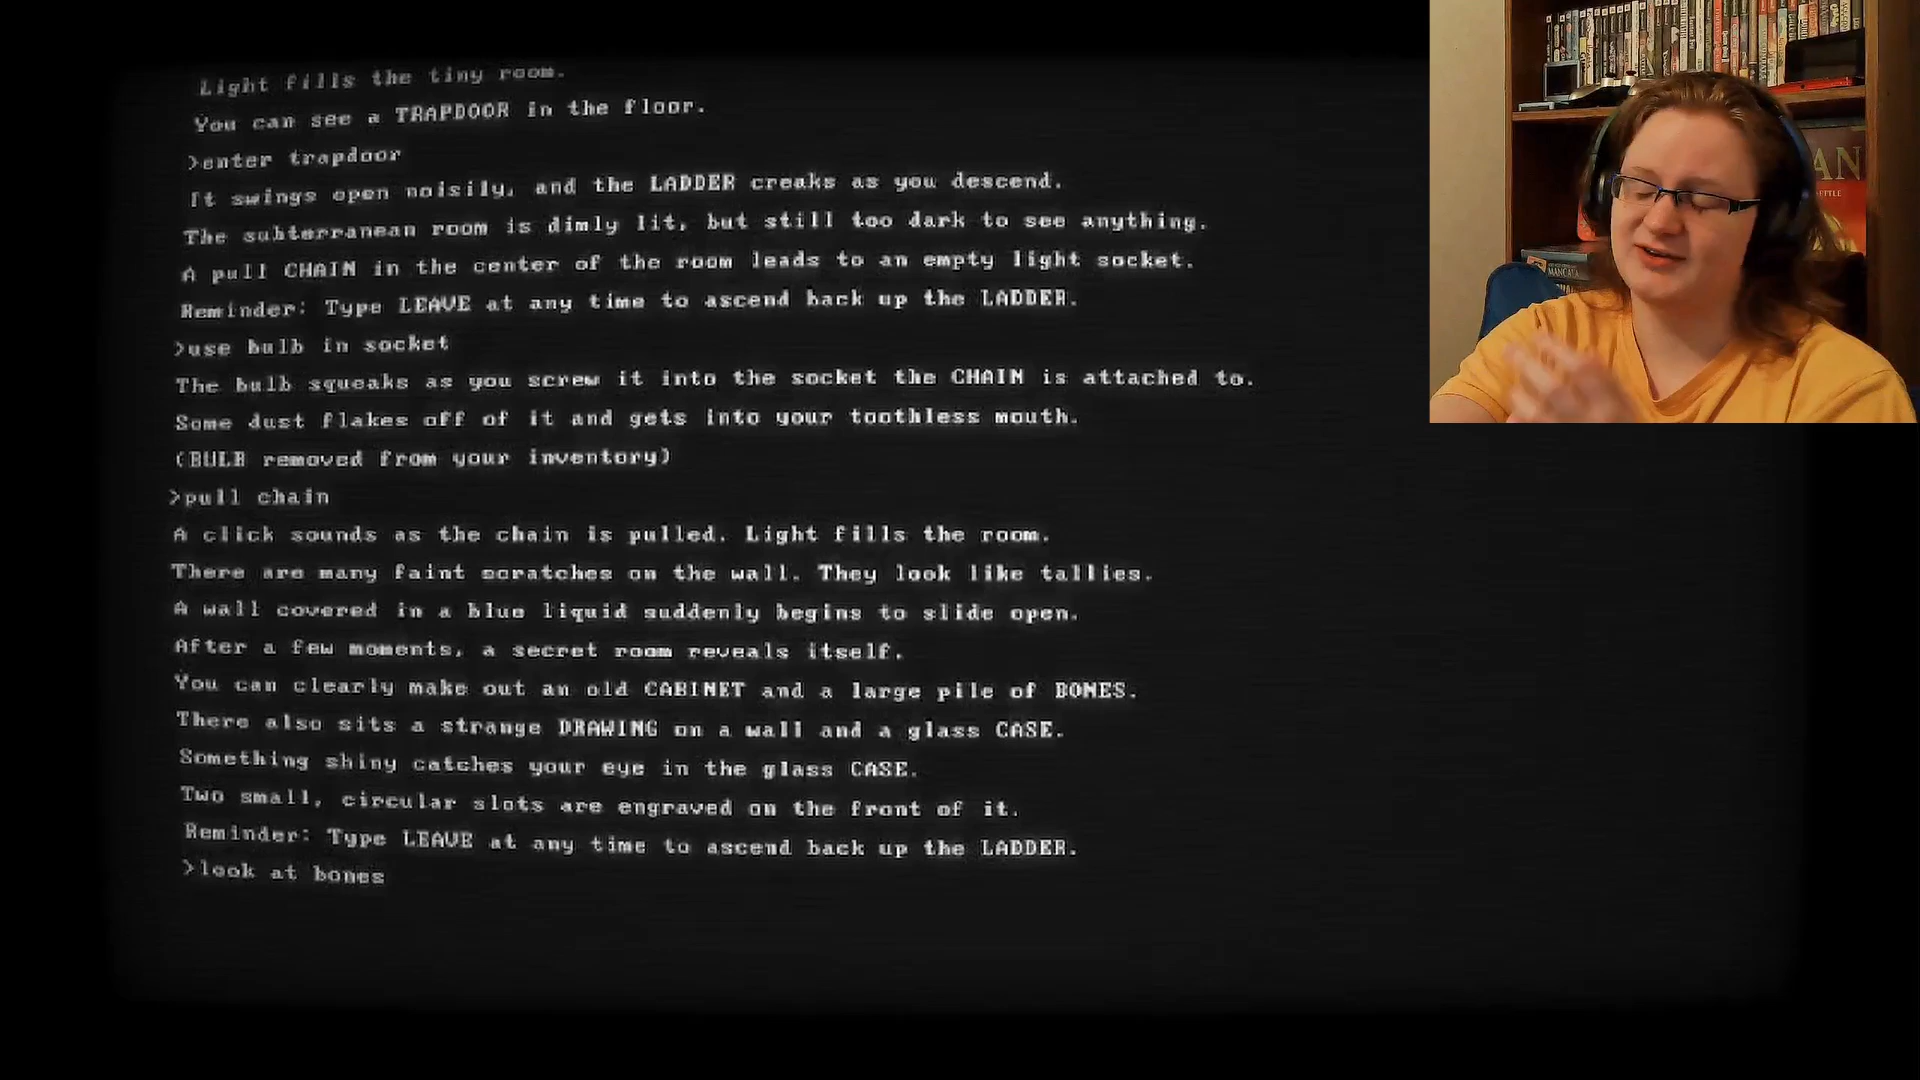 Light fills the tiny room.
You can see a TRAPDOOR in the floor.
>enter trapdoor
It swings open noisily, and the LADDER creaks as you descend.
The subterranean room is dimly lit, but still too dark to see anything.
A pull CHAIN in the center of the room leads to an empty light socket.
Reminder: Type LEAVE at any time to ascend back up the LADDER.
>use bulb in socket
The bulb squeaks as you screw it into the socket the CHAIN is attached to.
Some dust flakes off of it and gets into your toothless mouth.
(BULB removed from your inventory)
>pull chain
A click sounds as the chain is pulled. Light fills the room.
There are many faint scratches on the wall. They look like tallies.
A wall covered in a blue liquid suddenly begins to slide open.
After a few moments, a secret room reveals itself.
You can clearly make out an old CABINET and a large pile of BONES.
There also sits a strange DRAWING on a wall and a glass CASE.
Something shiny catches your eye in the glass CASE.
Two small, circular slots are engraved on the front of it.
Reminder: Type LEAVE at any time to ascend back up the LADDER.
>look at bones
MANCALA